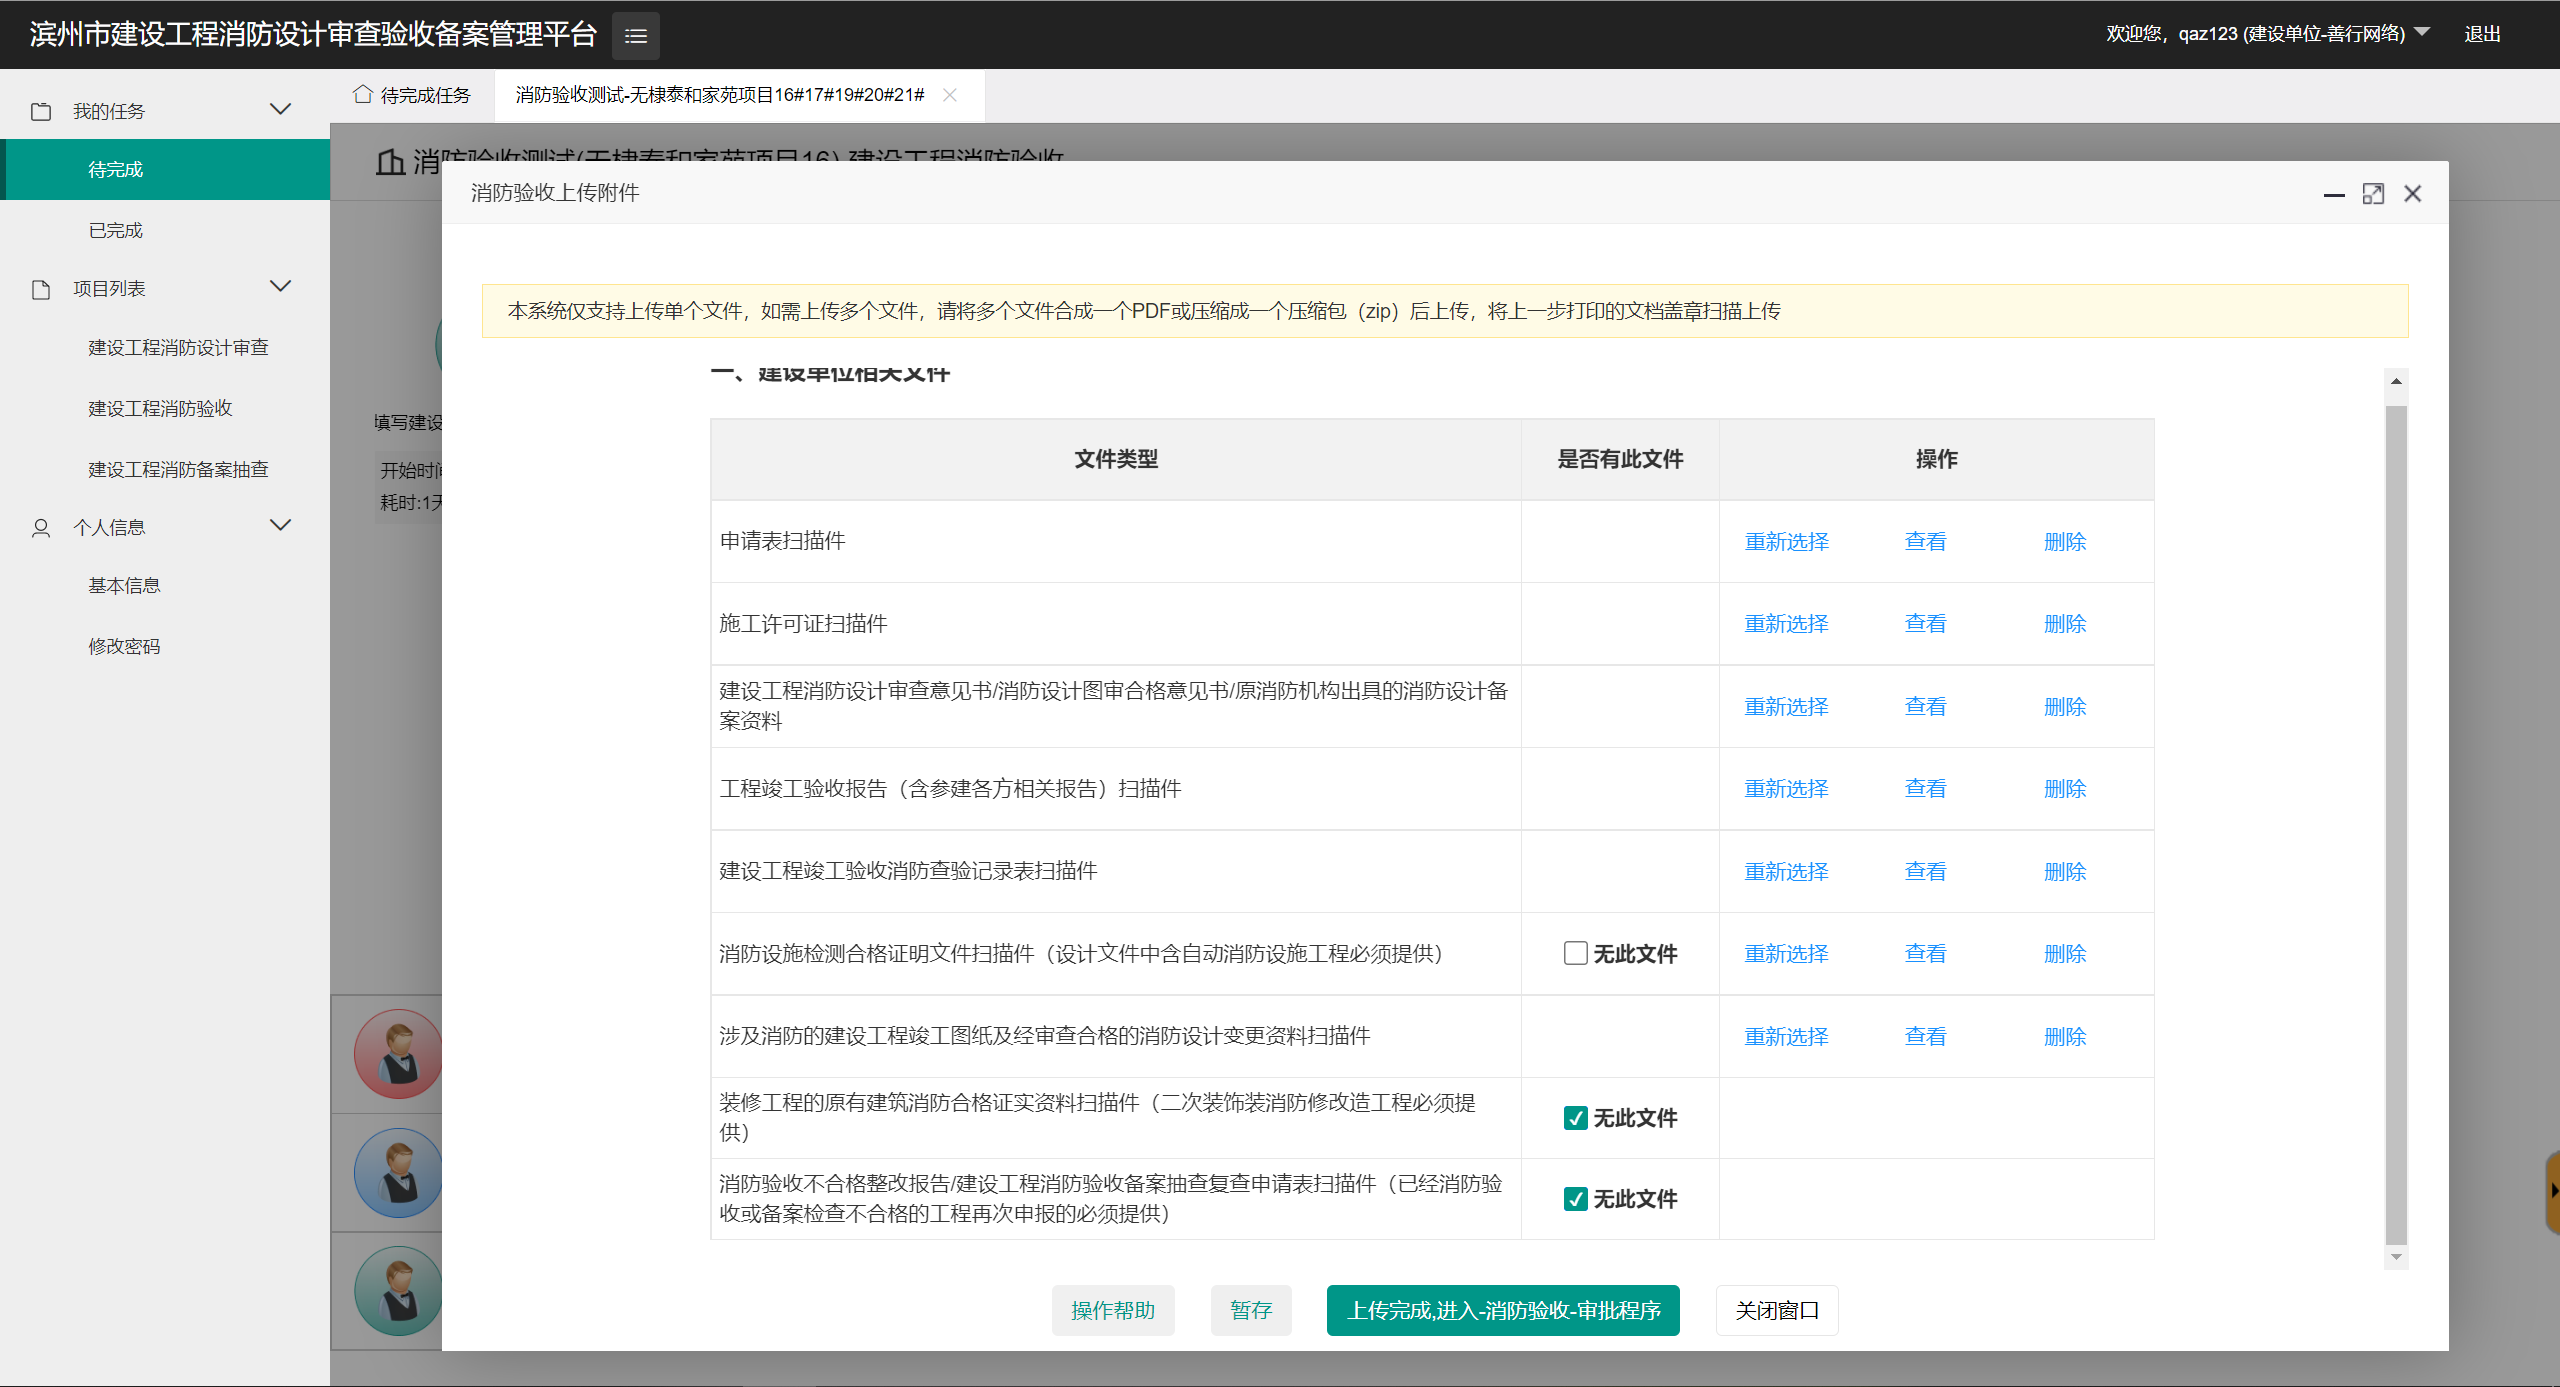 滨州市建设工程消防设计审查验收备案管理平台
欢迎您，qaz123 (建设单位-善行网络)
退出
我的任务
待完成
已完成
项目列表
建设工程消防设计审查
建设工程消防验收
建设工程消防备案抽查
个人信息
基本信息
修改密码
待完成任务
消防验收测试-无棣泰和家苑项目16#17#19#20#21#
消防验收测试(无棣泰和家苑项目16) 建设工程消防验收
填写建设
开始时间
耗时:1天
消防验收上传附件
本系统仅支持上传单个文件，如需上传多个文件，请将多个文件合成一个PDF或压缩成一个压缩包（zip）后上传，将上一步打印的文档盖章扫描上传
一、建设单位相关文件
文件类型 是否有此文件 操作
申请表扫描件 重新选择 查看 删除
施工许可证扫描件 重新选择 查看 删除
建设工程消防设计审查意见书/消防设计图审合格意见书/原消防机构出具的消防设计备
案资料
重新选择 查看 删除
工程竣工验收报告（含参建各方相关报告）扫描件 重新选择 查看 删除
建设工程竣工验收消防查验记录表扫描件 重新选择 查看 删除
消防设施检测合格证明文件扫描件（设计文件中含自动消防设施工程必须提供） 无此文件 重新选择 查看 删除
涉及消防的建设工程竣工图纸及经审查合格的消防设计变更资料扫描件 重新选择 查看 删除
装修工程的原有建筑消防合格证实资料扫描件（二次装饰装消防修改造工程必须提
供）
无此文件
消防验收不合格整改报告/建设工程消防验收备案抽查复查申请表扫描件（已经消防验
收或备案检查不合格的工程再次申报的必须提供）
无此文件
操作帮助
暂存
上传完成,进入-消防验收-审批程序
关闭窗口